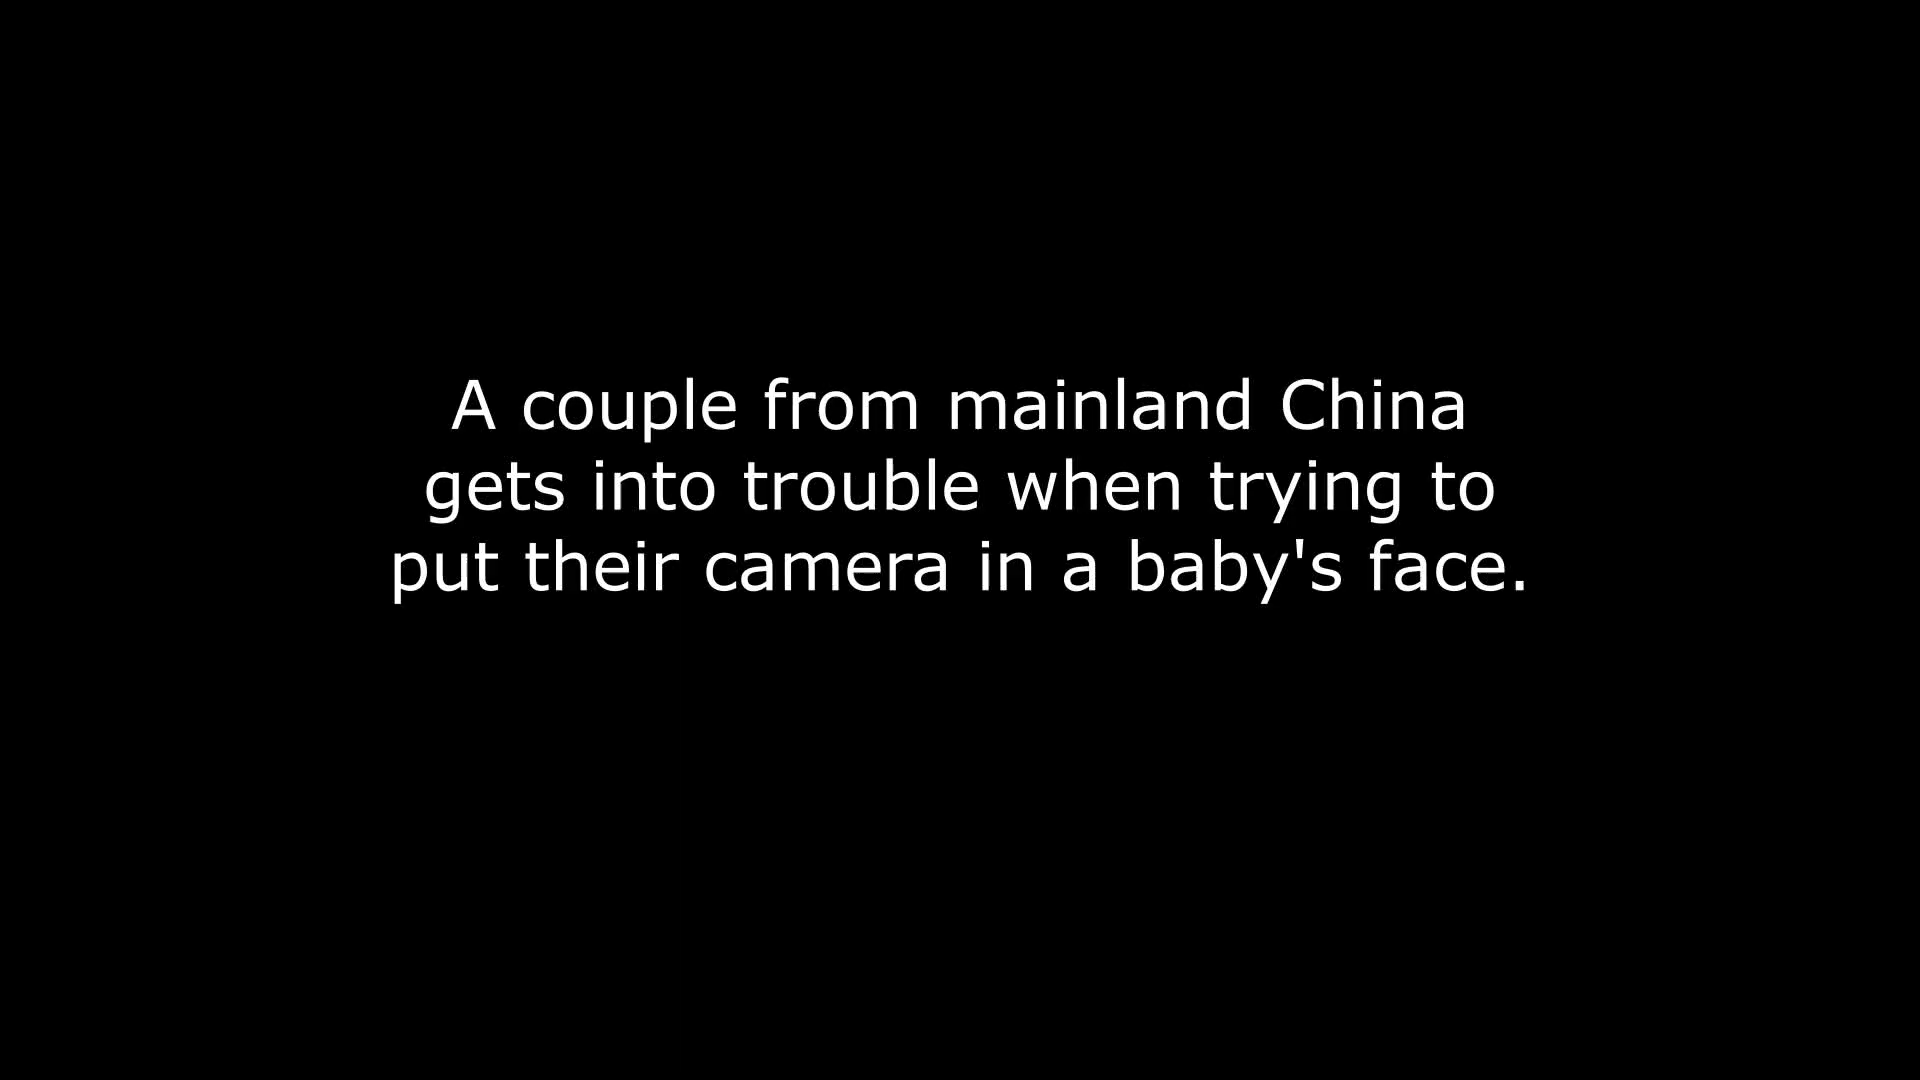 A couple from mainland China
gets into trouble when trying to
put their camera in a baby's face.